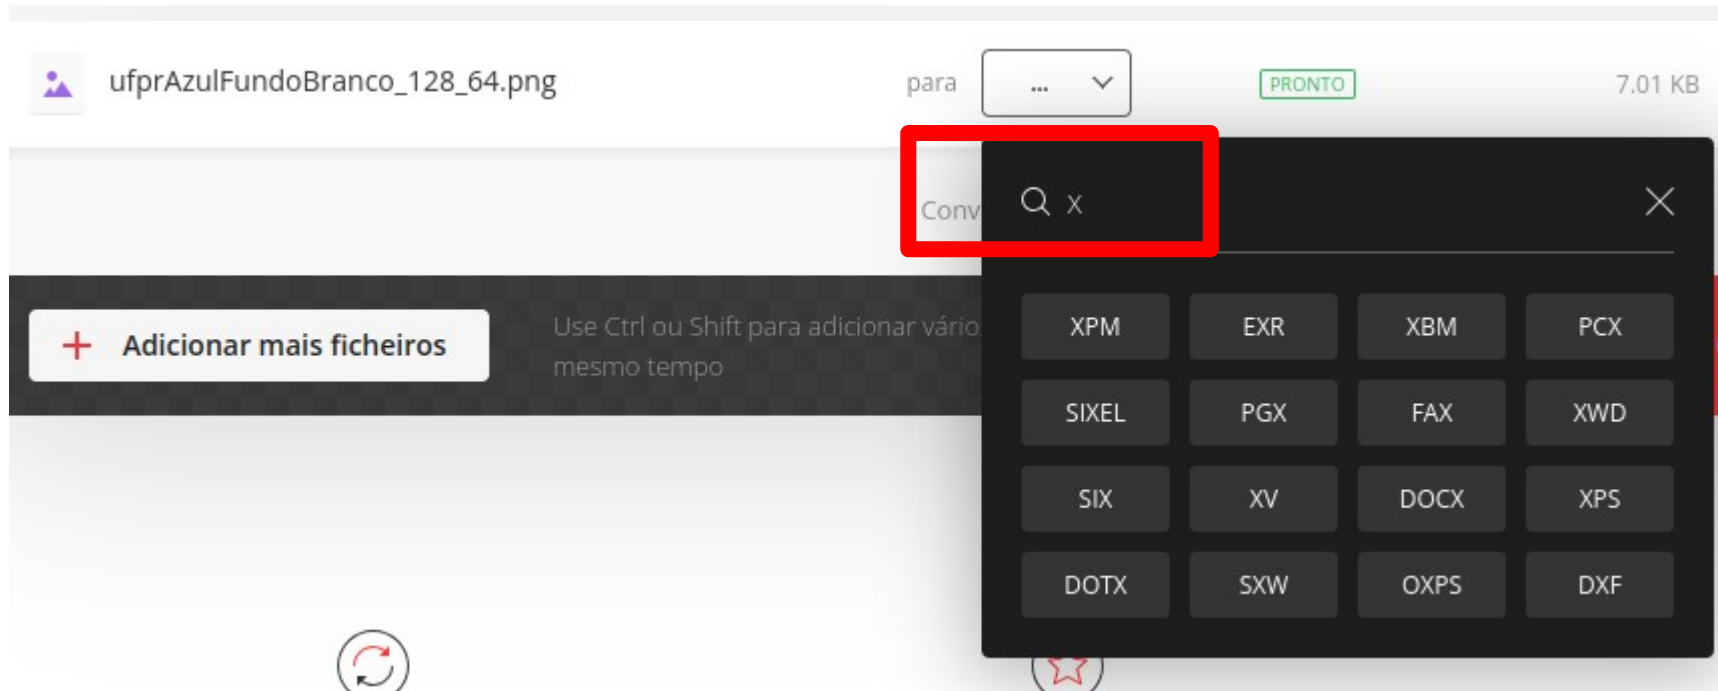 ufprAzulFundoBranco_128_64.png para ... PRONTO 7.01 KB
Conv
X
Adicionar mais ficheiros
Use Ctrl ou Shift para adicionar vário
mesmo tempo
XPM EXR XBM PCX
SIXEL PGX FAX XWD
SIX XV DOCX XPS
DOTX SXW OXPS DXF